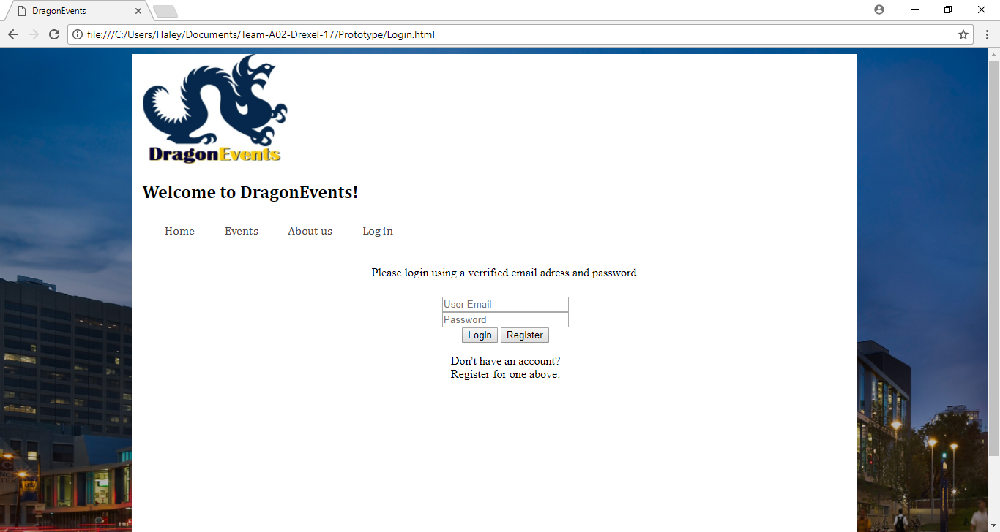 DragonEvents
file:///C:/Users/Haley/Documents/Team-A02-Drexel-17/Prototype/Login.html
DragonEvents
Welcome to DragonEvents!
Home Events About us Log in
Please login using a verrified email adress and password.
User Email
Password
Login Register
Don't have an account?
Register for one above.